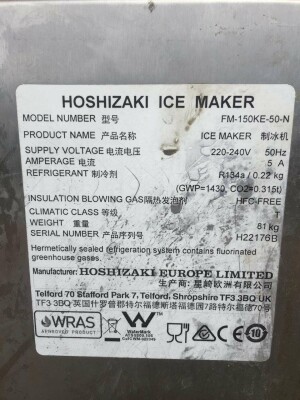 HOSHIZAKI ICE MAKER
MODEL NUMBER 型号 FM-150KE-50-N
PRODUCT NAME 产品名称 ICE MAKER 制冰机
SUPPLY VOLTAGE 电流电压 220-240V 50Hz
AMPERAGE 电流 5 A
REFRIGERANT 制冷剂 R134a / 0.22 kg
(GWP=1430, CO2=0.315t)
INSULATION BLOWING GAS隔热发泡剂 HFC-FREE
CLIMATIC CLASS 等级 T
WEIGHT 重量 81 kg
SERIAL NUMBER 产品序列号 H22176B
Hermetically sealed refrigeration system contains fluorinated
greenhouse gases.
Manufacturer: HOSHIZAKI EUROPE LIMITED
生产商: 星崎欧洲有限公司
Telford 70 Stafford Park 7, Telford, Shropshire TF3 3BQ UK
TF3 3BQ英国什罗普郡特尔福德斯塔福德园7路特尔福德70号
WRAS
APPROVED PRODUCT
WaterMark
CE
10